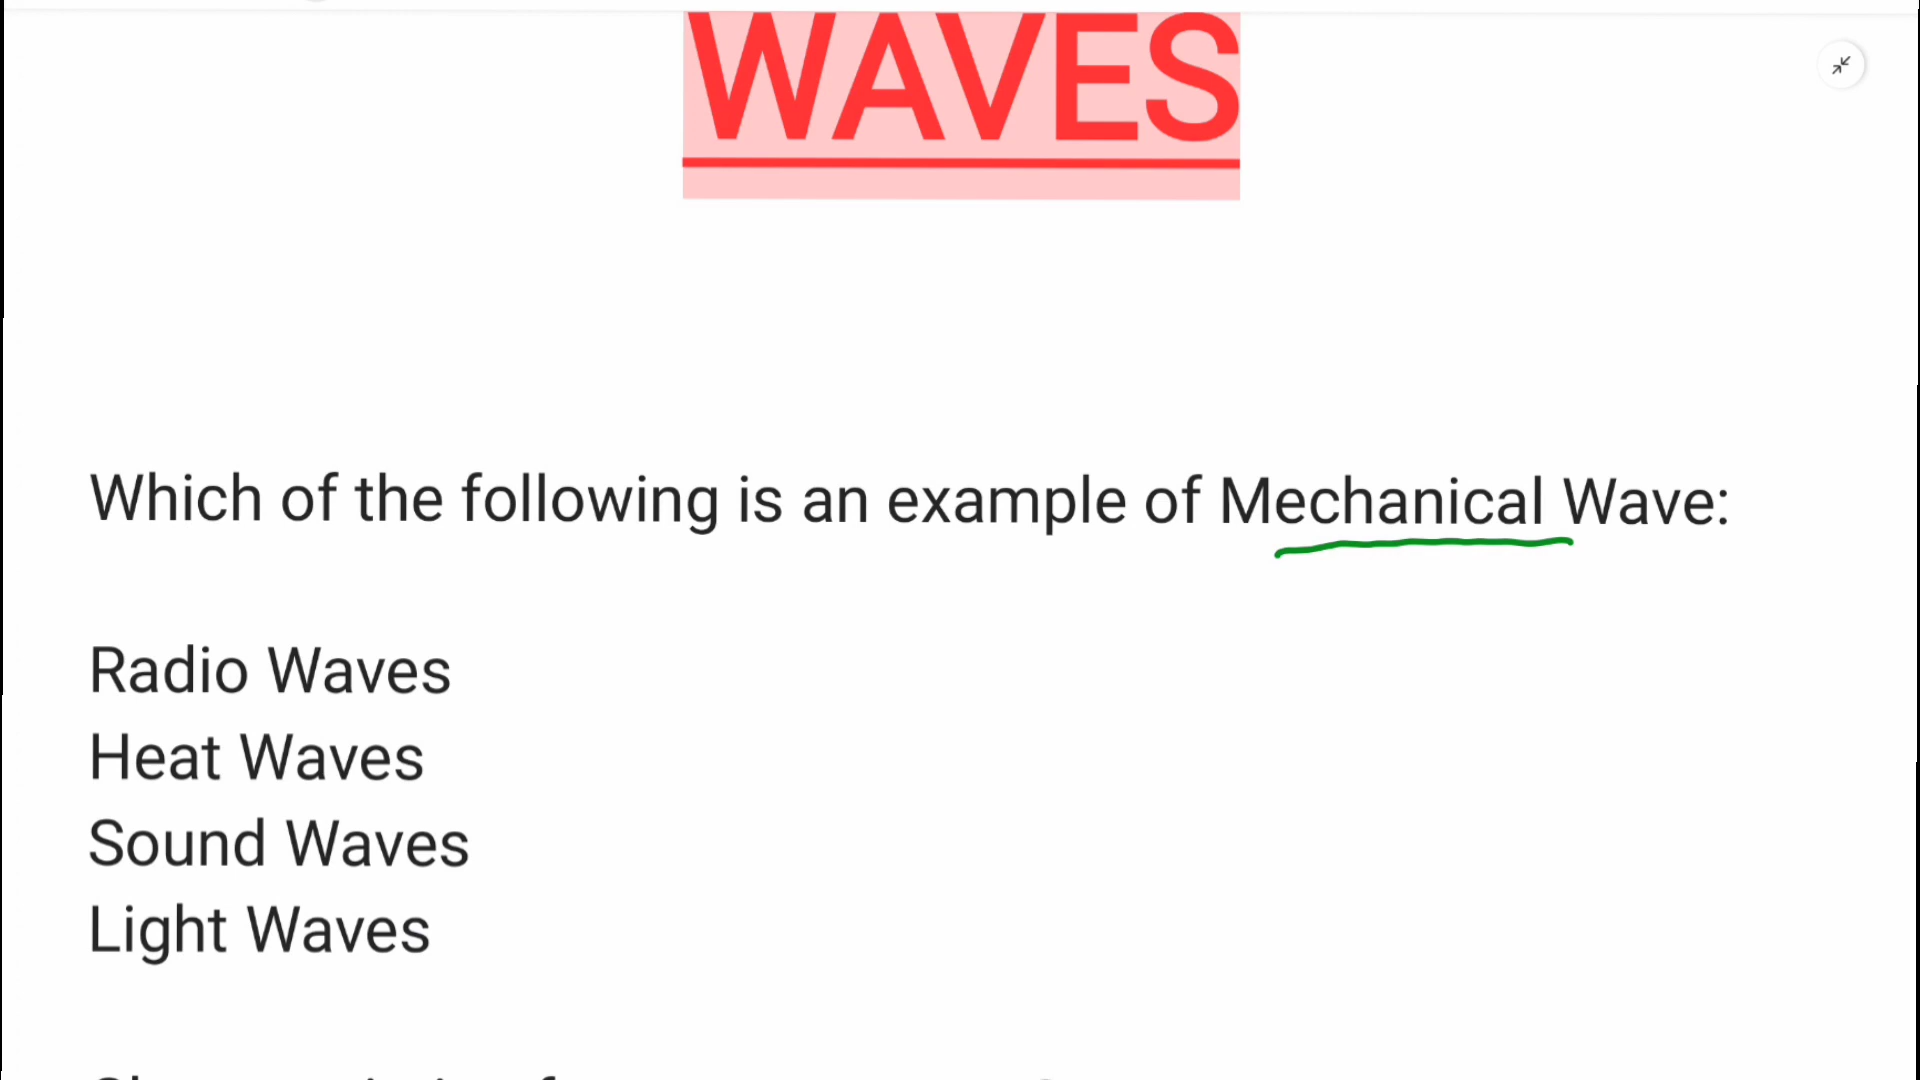 WAVES
Which of the following is an example of Mechanical Wave:
Radio Waves
Heat Waves
Sound Waves
Light Waves